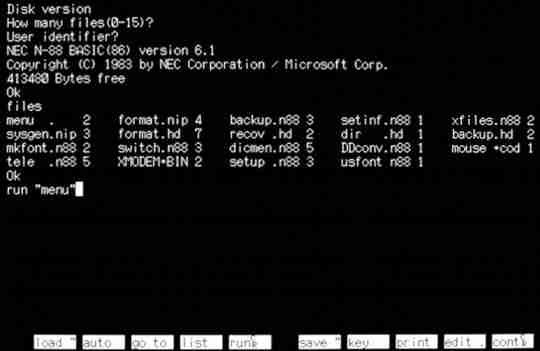 Disk version
How many files(0-15)?
User identifier?
NEC N-88 BASIC(86) version 6.1
Copyright (C) 1983 by NEC Corporation / Microsoft Corp.
413480 Bytes free
Ok
files
menu  .    2    format.nip 4    backup.n88 3    setinf.n88 1    xfiles.n88 2
sysgen.nip 3    format.hd  7    recov .hd  2    dir   .hd  1    backup.hd  2
mkfont.n88 2    switch.n88 3    dicmen.n88 5    DDconv.n88 1    mouse *cod 1
tele  .n88 5    XMODEM*BIN 2    setup .n88 3    usfont n88 1
Ok
run "menu"
load " auto go to list run save " key print edit . cont